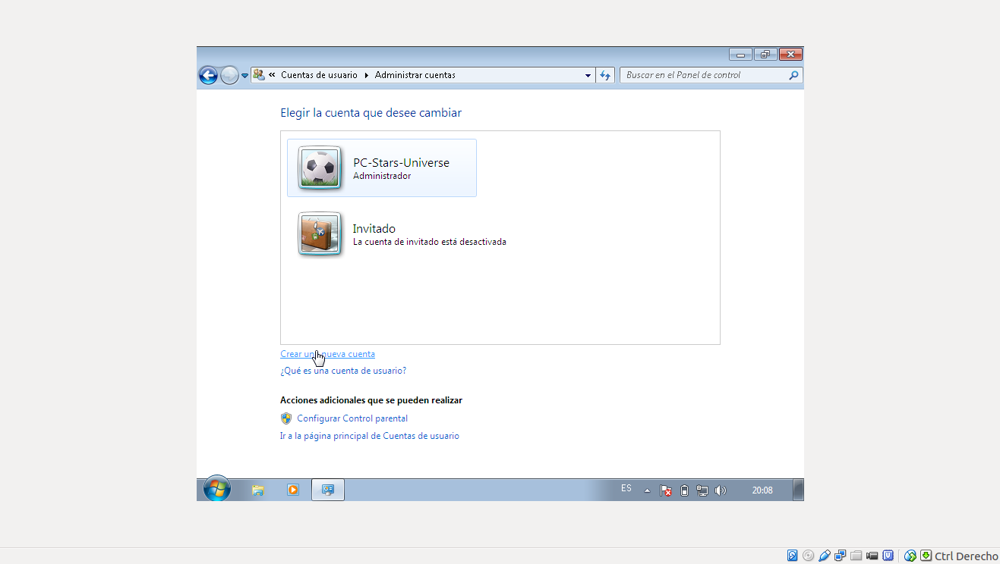 « Cuentas de usuario Administrar cuentas
Buscar en el Panel de control
Elegir la cuenta que desee cambiar
PC-Stars-Universe
Administrador
Invitado
La cuenta de invitado está desactivada
Crear una nueva cuenta
¿Qué es una cuenta de usuario?
Acciones adicionales que se pueden realizar
Configurar Control parental
Ir a la página principal de Cuentas de usuario
ES
20:08
Ctrl Derecho